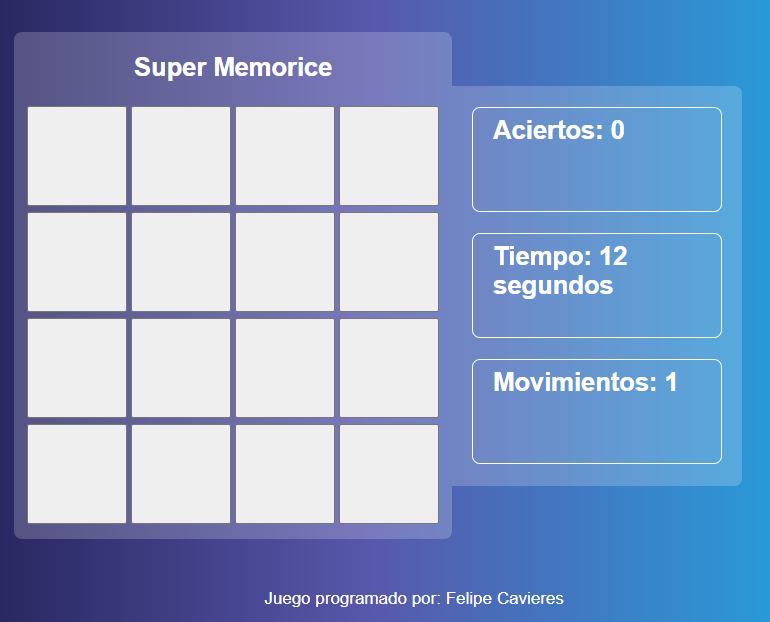 Super Memorice
Aciertos: 0
Tiempo: 12
segundos
Movimientos: 1
Juego programado por: Felipe Cavieres